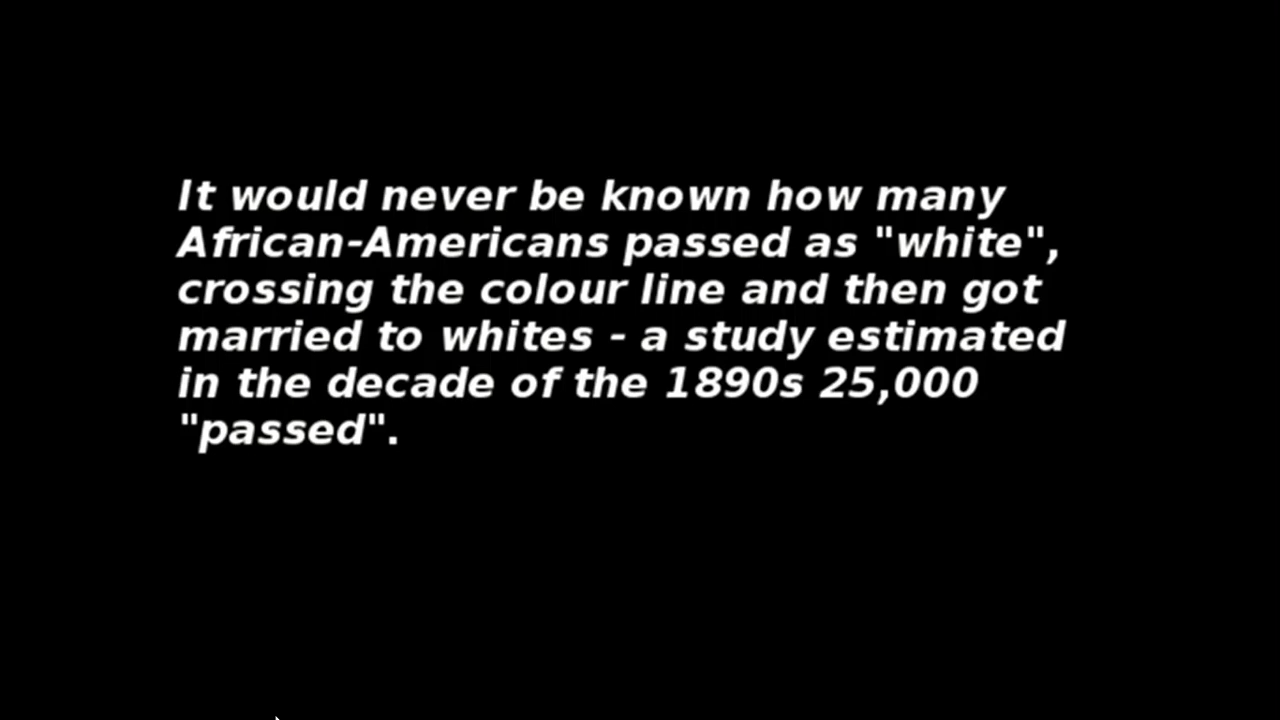 It would never be known how many
African-Americans passed as "white",
crossing the colour line and then got
married to whites - a study estimated
in the decade of the 1890s 25,000
"passed".